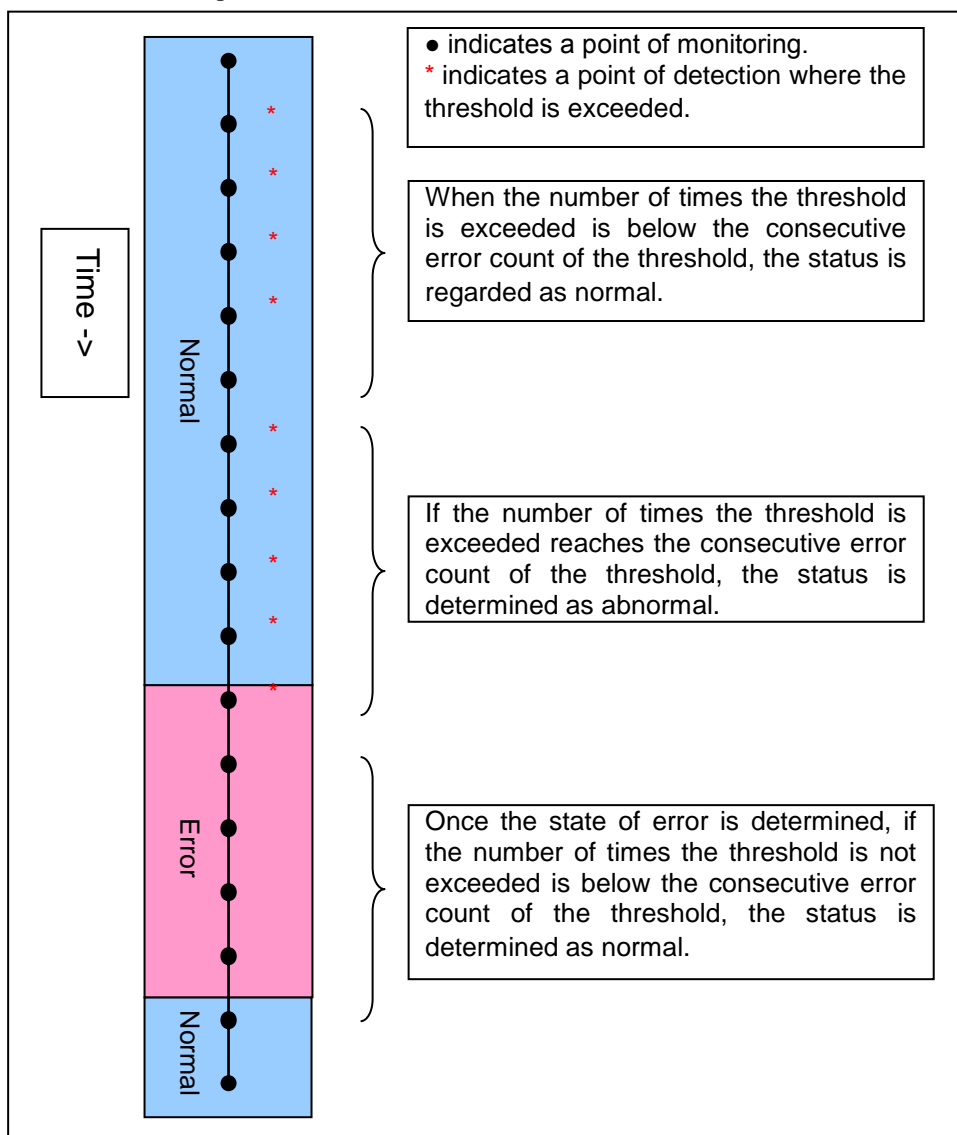 ● indicates a point of monitoring.
* indicates a point of detection where the
threshold is exceeded.
*
*
*
*
When the number of times the threshold
is exceeded is below the consecutive
error count of the threshold, the status is
regarded as normal.
Time ->
Normal
*
*
*
*
*
If the number of times the threshold is
exceeded reaches the consecutive error
count of the threshold, the status is
determined as abnormal.
Error
Once the state of error is determined, if
the number of times the threshold is not
exceeded is below the consecutive error
count of the threshold, the status is
determined as normal.
Normal